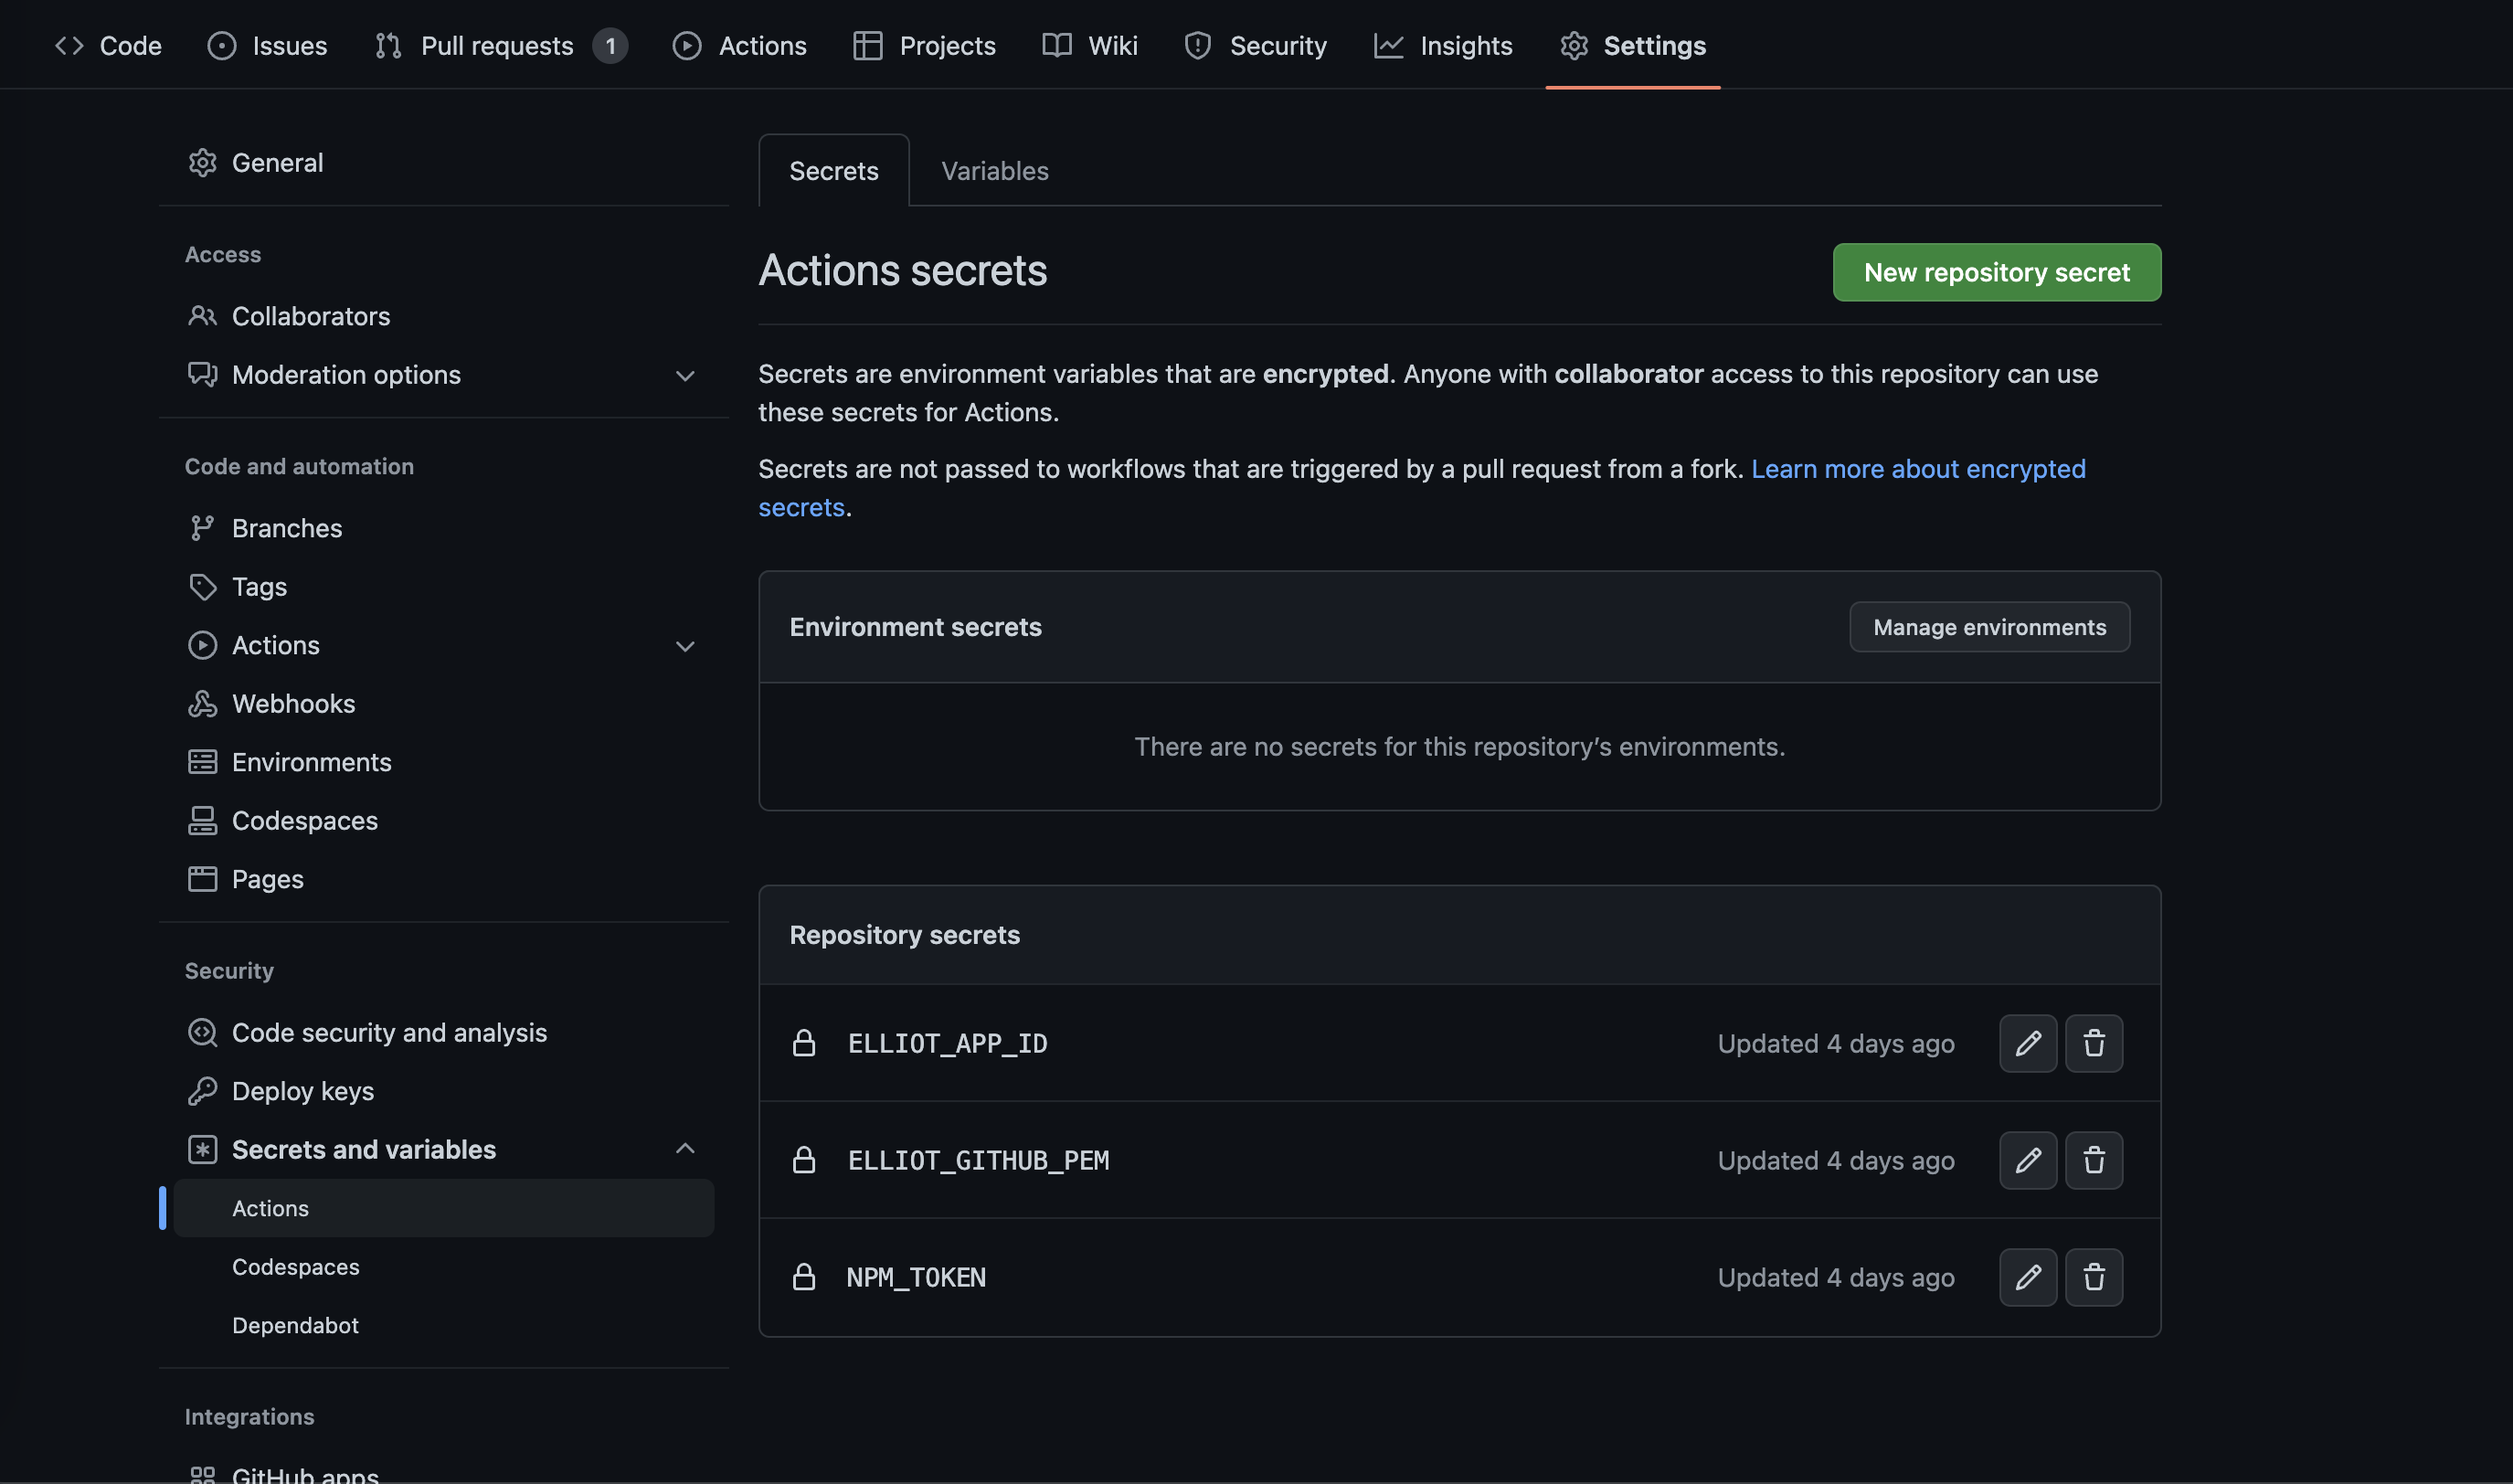 Code Issues Pull requests 1 Actions Projects Wiki Security Insights Settings
General
Access
Collaborators
Moderation options
Code and automation
Branches
Tags
Actions
Webhooks
Environments
Codespaces
Pages
Security
Code security and analysis
Deploy keys
Secrets and variables
Actions
Codespaces
Dependabot
Integrations
GitHub apps
Secrets Variables
Actions secrets New repository secret
Secrets are environment variables that are encrypted. Anyone with collaborator access to this repository can use
these secrets for Actions.
Secrets are not passed to workflows that are triggered by a pull request from a fork. Learn more about encrypted
secrets.
Environment secrets Manage environments
There are no secrets for this repository’s environments.
Repository secrets
ELLIOT_APP_ID Updated 4 days ago
ELLIOT_GITHUB_PEM Updated 4 days ago
NPM_TOKEN Updated 4 days ago